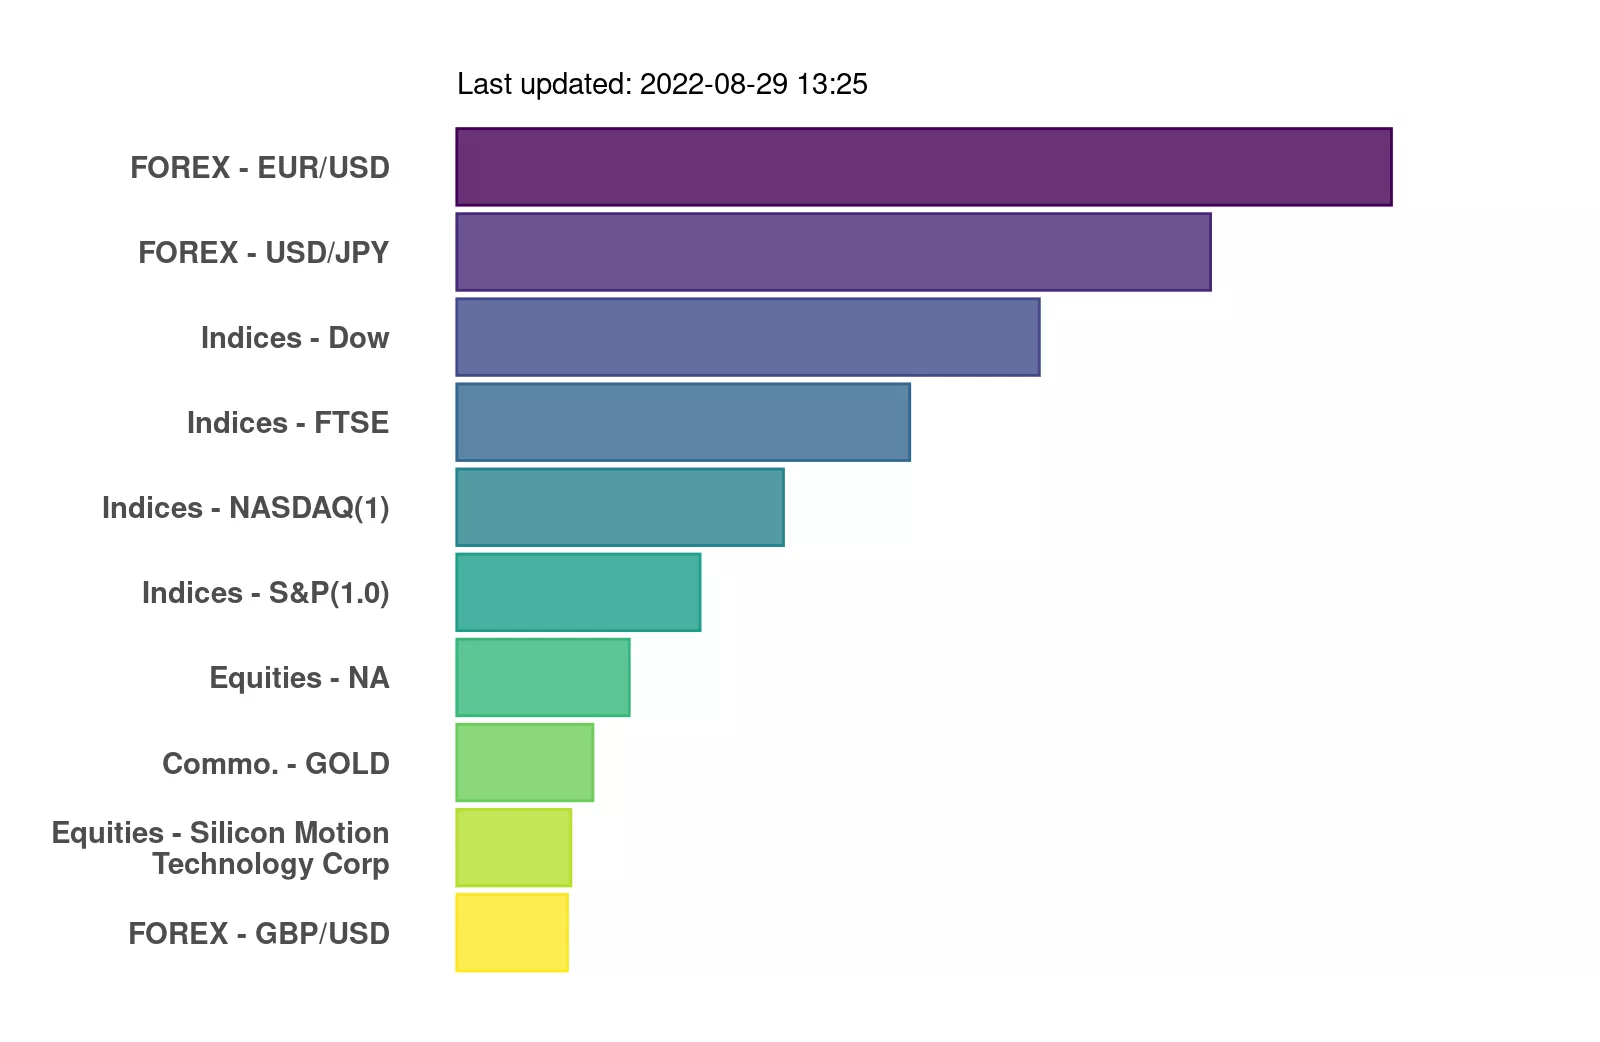 Last updated: 2022-08-29 13:25
FOREX - EUR/USD
FOREX - USD/JPY
Indices - Dow
Indices - FTSE
Indices - NASDAQ(1)
Indices - S&P(1.0)
Equities - NA
Commo. - GOLD
Equities - Silicon Motion
Technology Corp
FOREX - GBP/USD